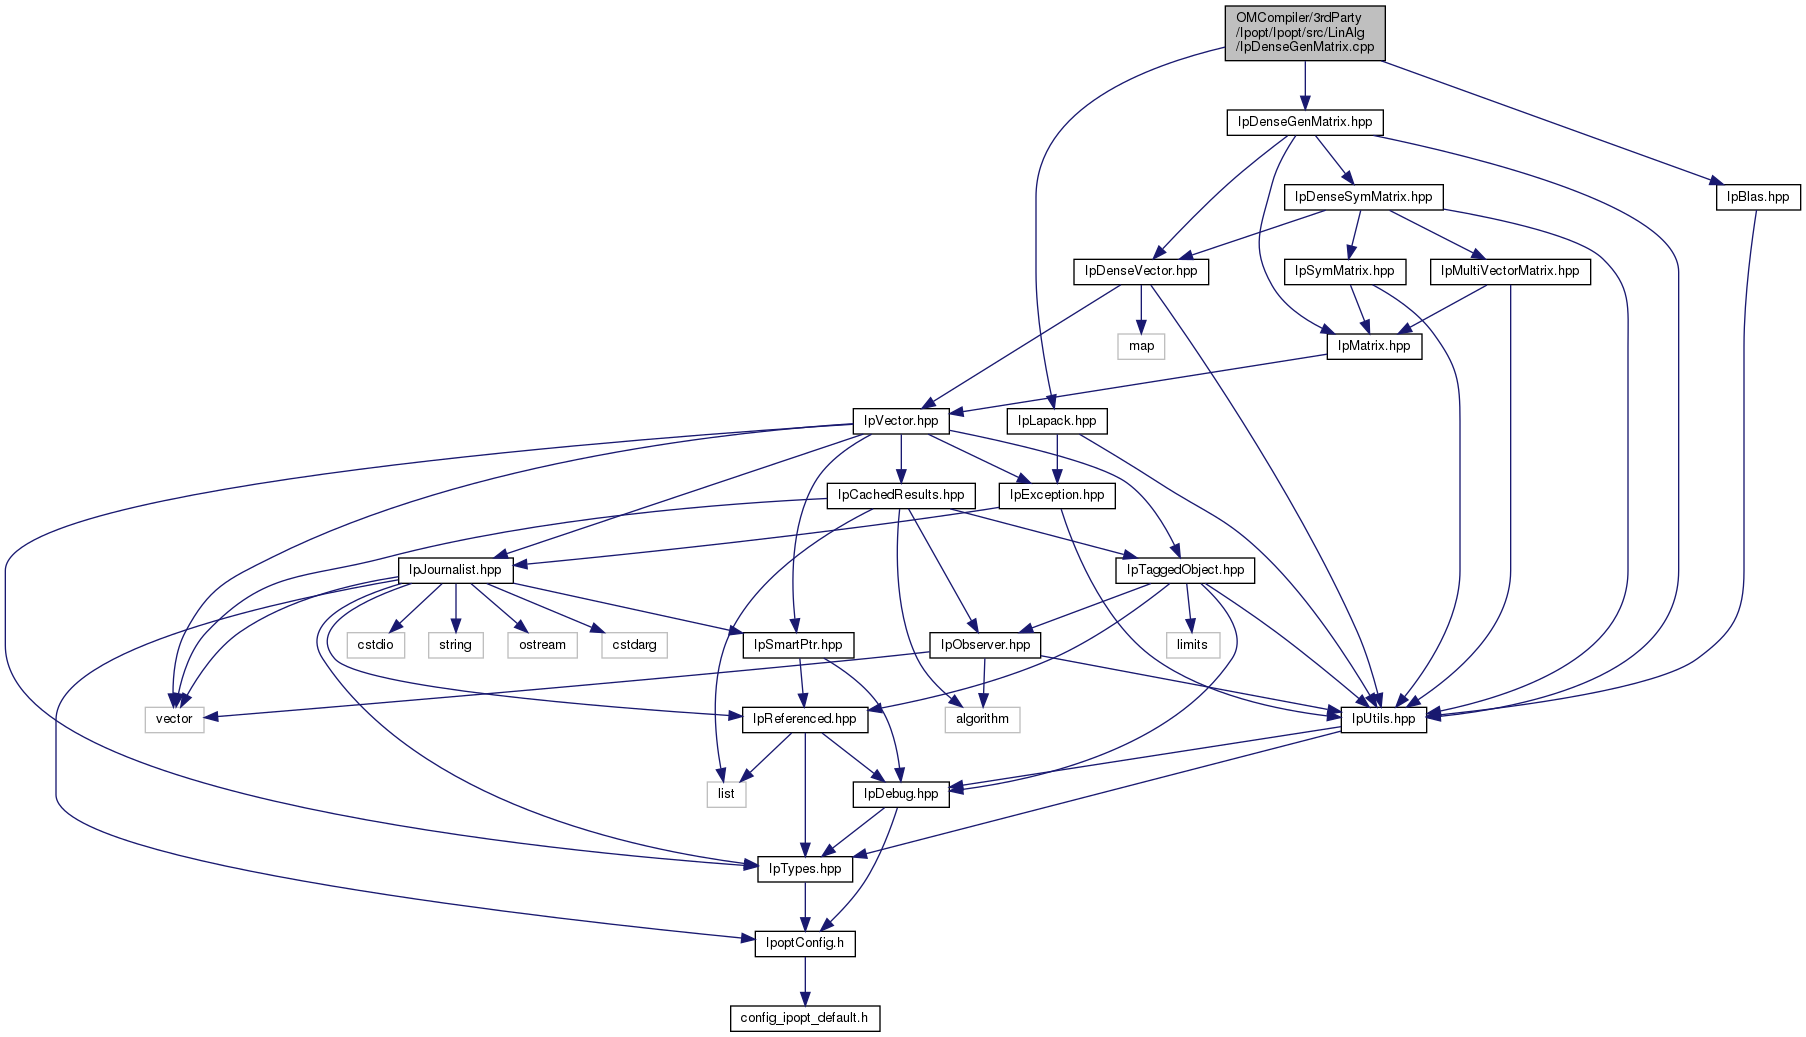 OMCompiler/3rdParty
/Ipopt/Ipopt/src/LinAlg
/IpDenseGenMatrix.cpp
IpDenseGenMatrix.hpp
IpDenseSymMatrix.hpp
IpBlas.hpp
IpDenseVector.hpp
IpSymMatrix.hpp
IpMultiVectorMatrix.hpp
map
IpMatrix.hpp
IpVector.hpp
IpLapack.hpp
IpCachedResults.hpp
IpException.hpp
IpJournalist.hpp
IpTaggedObject.hpp
cstdio
string
ostream
cstdarg
IpSmartPtr.hpp
IpObserver.hpp
limits
vector
IpReferenced.hpp
algorithm
IpUtils.hpp
list
IpDebug.hpp
IpTypes.hpp
IpoptConfig.h
config_ipopt_default.h